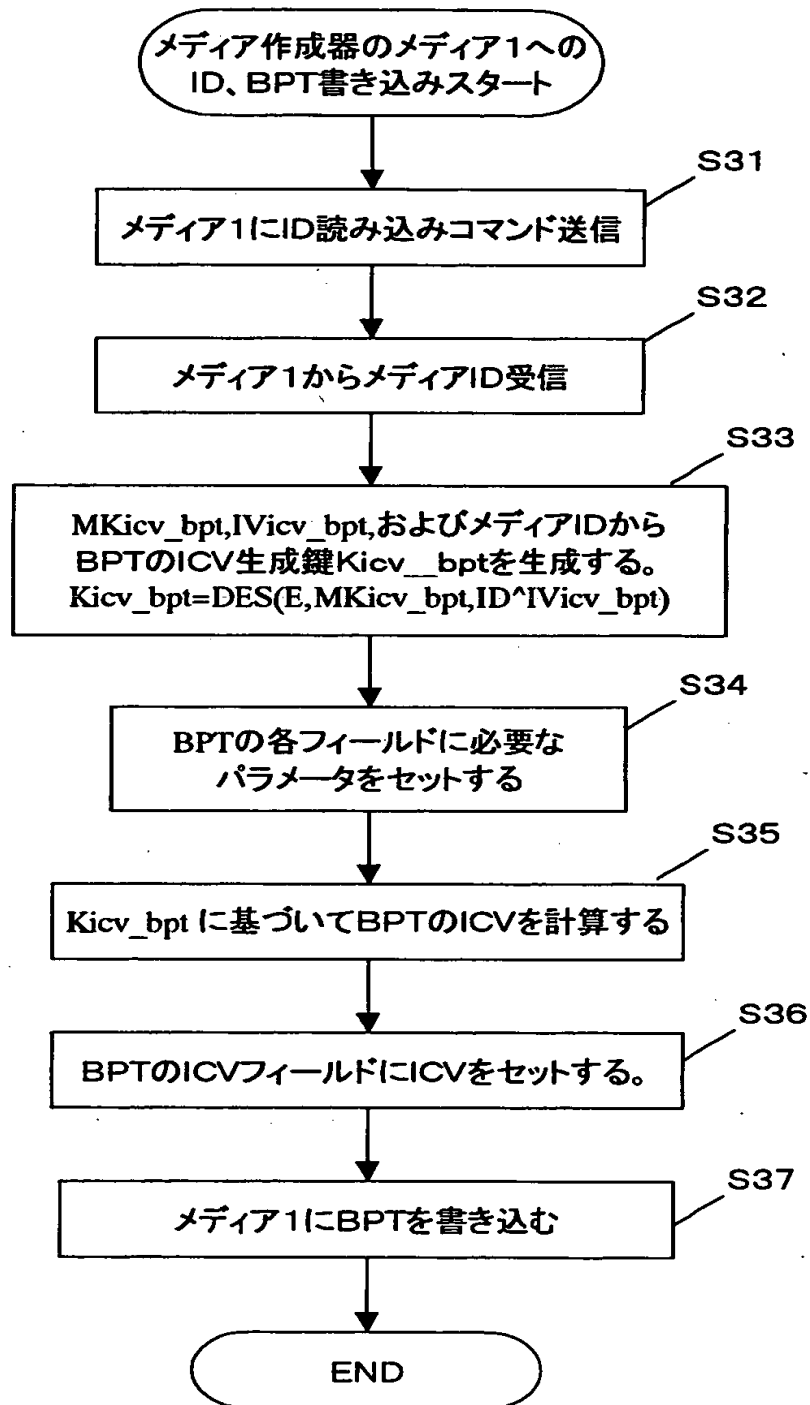 メディア作成器のメディア1への
ID、BPT書き込みスタート
S31
メディア1にID読み込みコマンド送信
S32
メディア1からメディアID受信
S33
MKicv_bpt,IVicv_bpt,およびメディアIDから
BPTのICV生成鍵Kicv__bptを生成する。
Kicv_bpt=DES(E,MKicv_bpt,ID^IVicv_bpt)
S34
BPTの各フィールドに必要な
パラメータをセットする
S35
Kicv_bpt に基づいてBPTのICVを計算する
S36
BPTのICVフィールドにICVをセットする。
S37
メディア1にBPTを書き込む
END